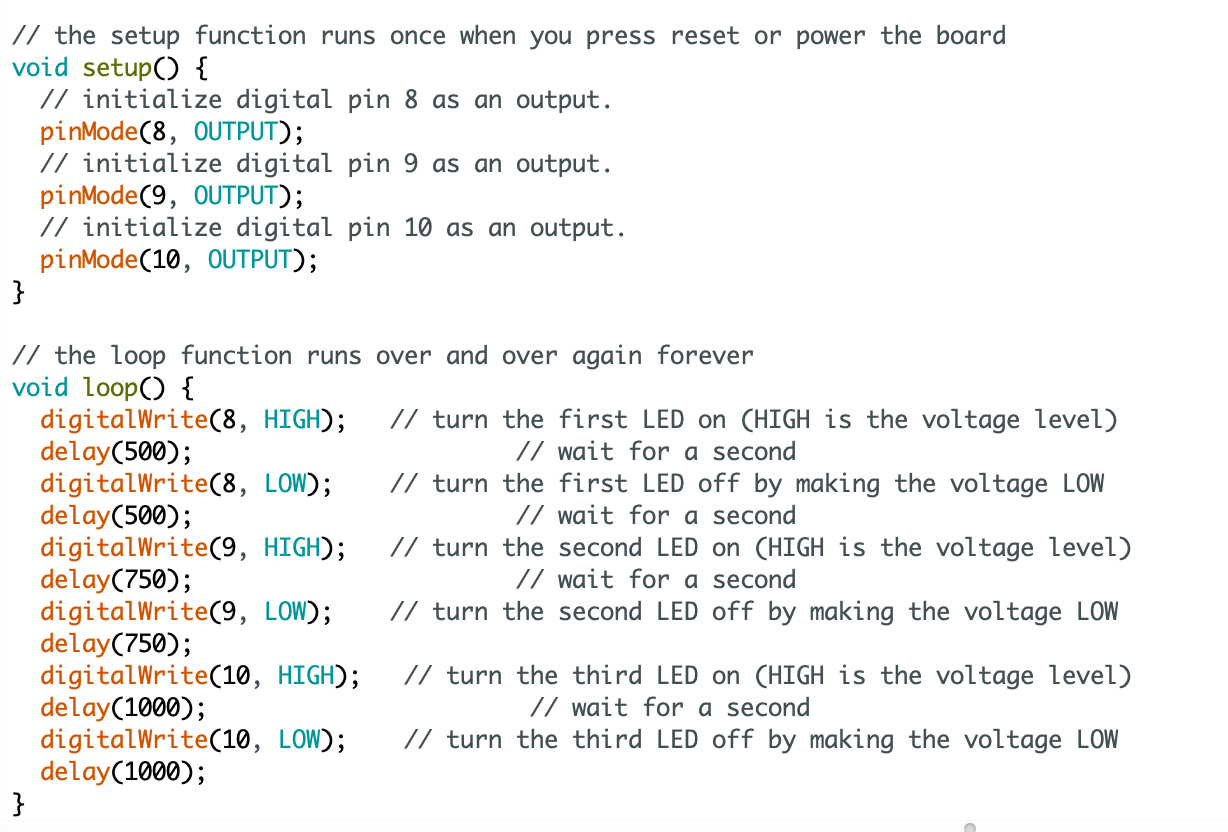 // the setup function runs once when you press reset or power the board
void setup() {
  // initialize digital pin 8 as an output.
  pinMode(8, OUTPUT);
  // initialize digital pin 9 as an output.
  pinMode(9, OUTPUT);
  // initialize digital pin 10 as an output.
  pinMode(10, OUTPUT);
}

// the loop function runs over and over again forever
void loop() {
  digitalWrite(8, HIGH);   // turn the first LED on (HIGH is the voltage level)
  delay(500);                       // wait for a second
  digitalWrite(8, LOW);    // turn the first LED off by making the voltage LOW
  delay(500);                       // wait for a second
  digitalWrite(9, HIGH);   // turn the second LED on (HIGH is the voltage level)
  delay(750);                       // wait for a second
  digitalWrite(9, LOW);    // turn the second LED off by making the voltage LOW
  delay(750);
  digitalWrite(10, HIGH);   // turn the third LED on (HIGH is the voltage level)
  delay(1000);                       // wait for a second
  digitalWrite(10, LOW);    // turn the third LED off by making the voltage LOW
  delay(1000);
}